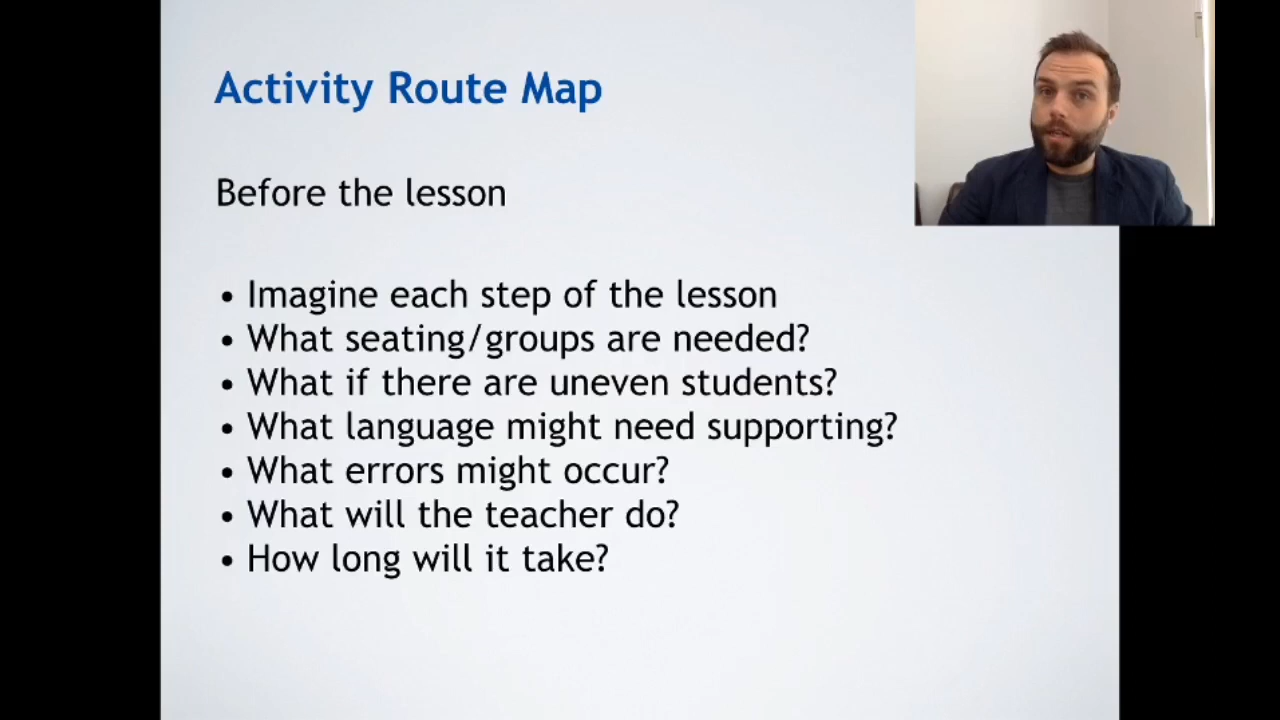 Activity Route Map
Before the lesson
• Imagine each step of the lesson
• What seating/groups are needed?
• What if there are uneven students?
• What language might need supporting?
• What errors might occur?
• What will the teacher do?
• How long will it take?